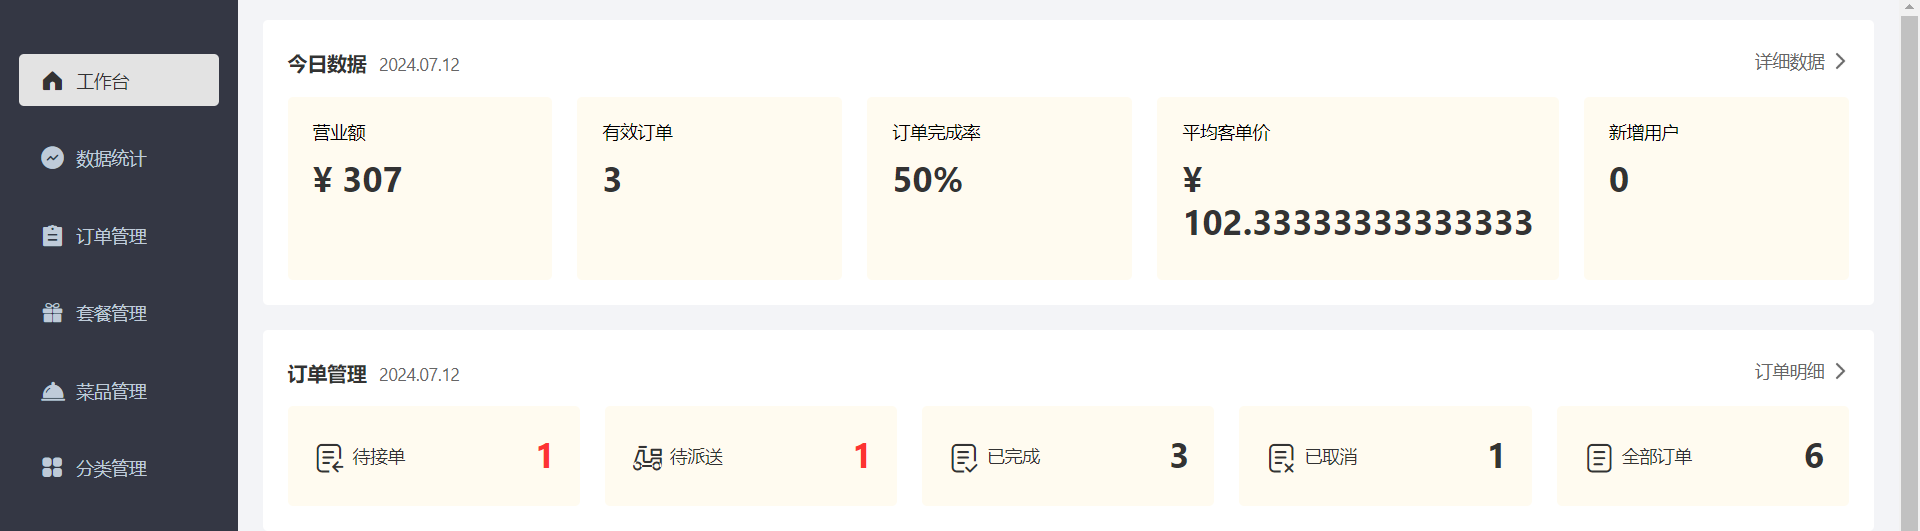 工作台
数据统计
订单管理
套餐管理
菜品管理
分类管理
今日数据 2024.07.12
详细数据
营业额
¥ 307
有效订单
3
订单完成率
50%
平均客单价
¥
102.33333333333333
新增用户
0
订单管理 2024.07.12
订单明细
待接单 1
待派送 1
已完成 3
已取消 1
全部订单 6